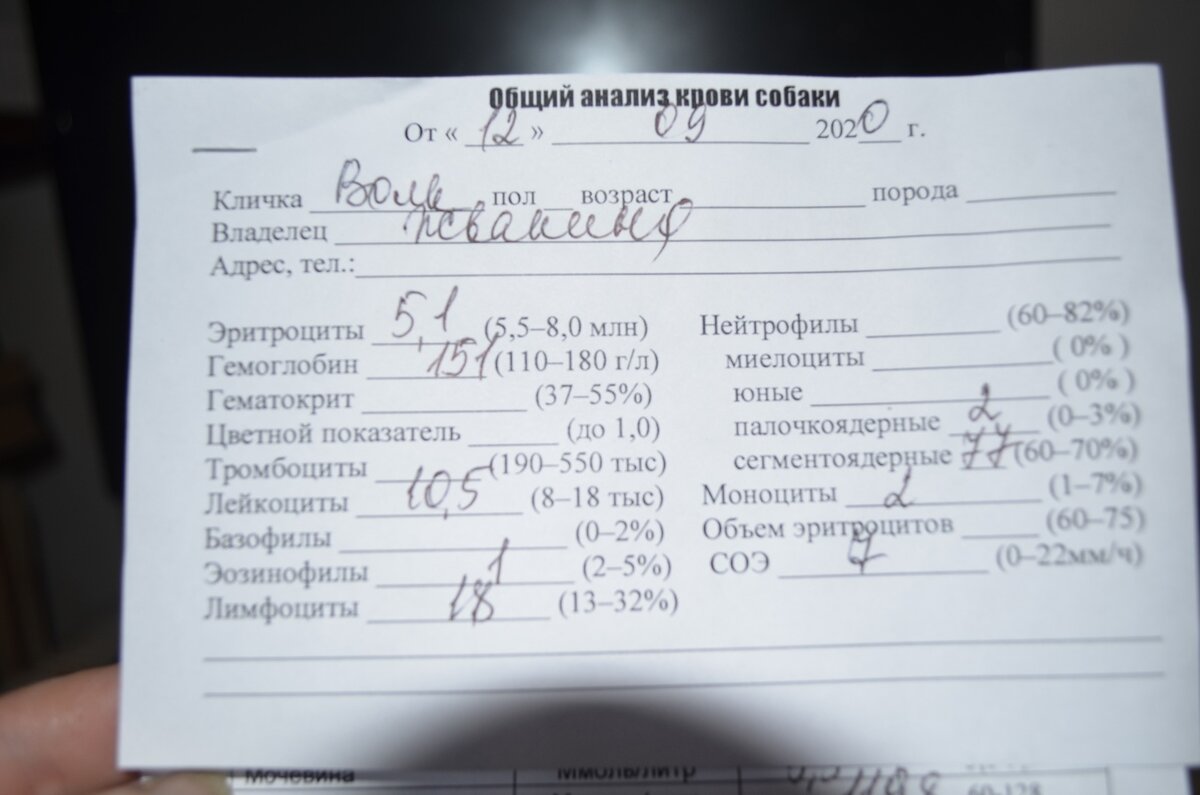 Общий анализ крови собаки
От « 12 » 09 2020 г.
Кличка Волк пол возраст порода
Владелец
Адрес, тел.:
Эритроциты 5,1 (5,5–8,0 млн)
Гемоглобин 151 (110–180 г/л)
Гематокрит (37–55%)
Цветной показатель (до 1,0)
Тромбоциты (190–550 тыс)
Лейкоциты 10,5 (8–18 тыс)
Базофилы (0–2%)
Эозинофилы 1 (2–5%)
Лимфоциты 18 (13–32%)
Нейтрофилы (60–82%)
миелоциты ( 0% )
юные ( 0% )
палочкоядерные 2 (0–3%)
сегментоядерные 77 (60–70%)
Моноциты 2 (1–7%)
Объем эритроцитов (60–75)
СОЭ 7 (0–22мм/ч)
Мочевина ммоль/литр
60-128